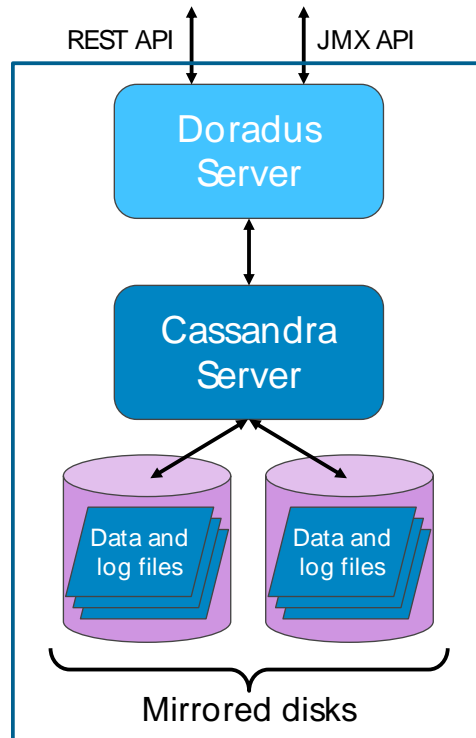 REST API
JMX API
Doradus
Server
Cassandra
Server
Data and
log files
Data and
log files
Mirrored disks